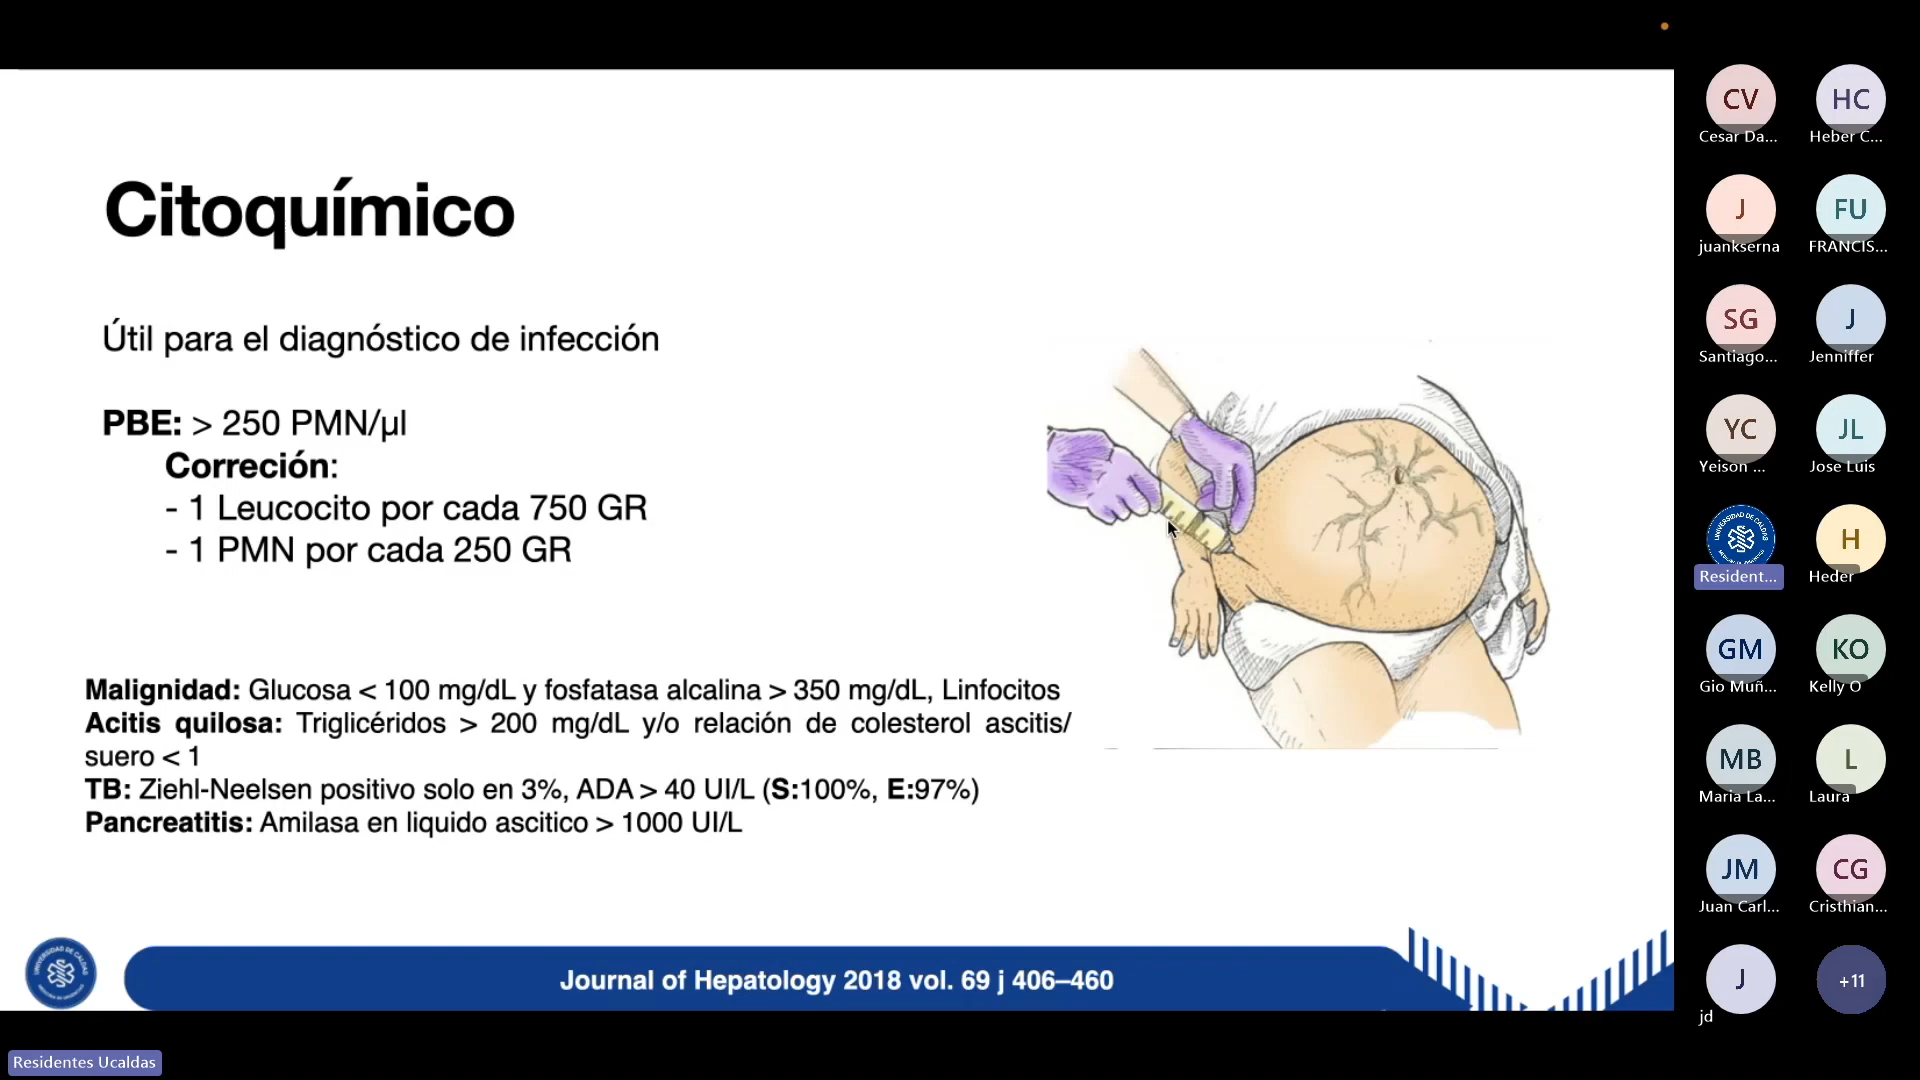 Citoquímico
Útil para el diagnóstico de infección
PBE: > 250 PMN/µl
Correción:
- 1 Leucocito por cada 750 GR
- 1 PMN por cada 250 GR
Malignidad: Glucosa < 100 mg/dL y fosfatasa alcalina > 350 mg/dL, Linfocitos
Acitis quilosa: Triglicéridos > 200 mg/dL y/o relación de colesterol ascitis/
suero < 1
TB: Ziehl-Neelsen positivo solo en 3%, ADA > 40 UI/L (S:100%, E:97%)
Pancreatitis: Amilasa en liquido ascitico > 1000 UI/L
Journal of Hepatology 2018 vol. 69 j 406–460
Residentes Ucaldas
CV
Cesar Da...
HC
Heber C...
J
juankserna
FU
FRANCIS...
SG
Santiago...
J
Jenniffer
YC
Yeison ...
JL
Jose Luis
UNIVERSIDAD DE CALDAS
Resident...
H
Heder
GM
Gio Muñ...
KO
Kelly O
MB
Maria La...
L
Laura
JM
Juan Carl...
CG
Cristhian...
J
jd
+11